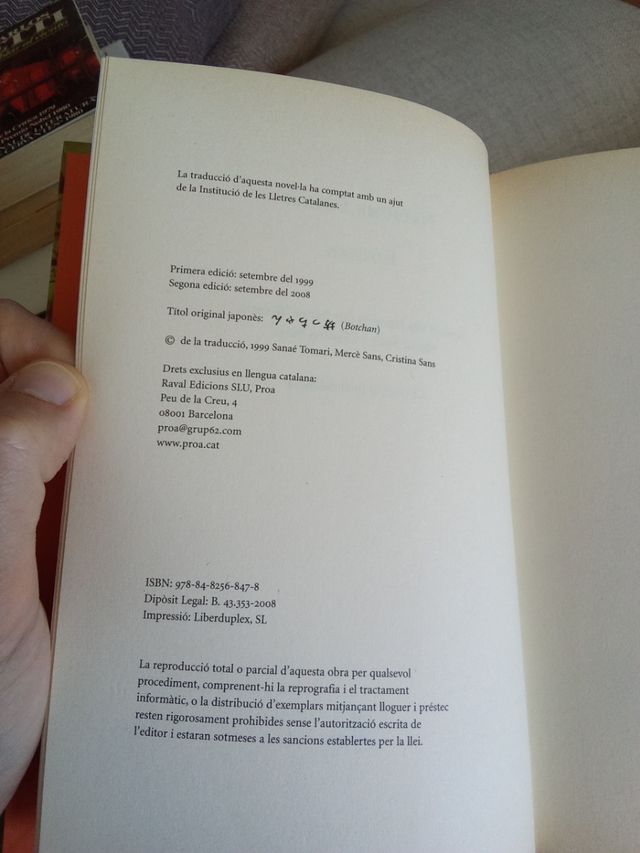 La traducció d'aquesta novel·la ha comptat amb un ajut
de la Institució de les Lletres Catalanes.
Primera edició: setembre del 1999
Segona edició: setembre del 2008
Títol original japonès: (Botchan)
© de la traducció, 1999 Sanaé Tomari, Mercè Sans, Cristina Sans
Drets exclusius en llengua catalana:
Raval Edicions SLU, Proa
Peu de la Creu, 4
08001 Barcelona
proa@grup62.com
www.proa.cat
ISBN: 978-84-8256-847-8
Dipòsit Legal: B. 43.353-2008
Impressió: Liberduplex, SL
La reproducció total o parcial d'aquesta obra per qualsevol
procediment, comprenent-hi la reprografia i el tractament
informàtic, o la distribució d'exemplars mitjançant lloguer i préstec
resten rigorosament prohibides sense l'autorització escrita de
l'editor i estaran sotmeses a les sancions establertes per la llei.